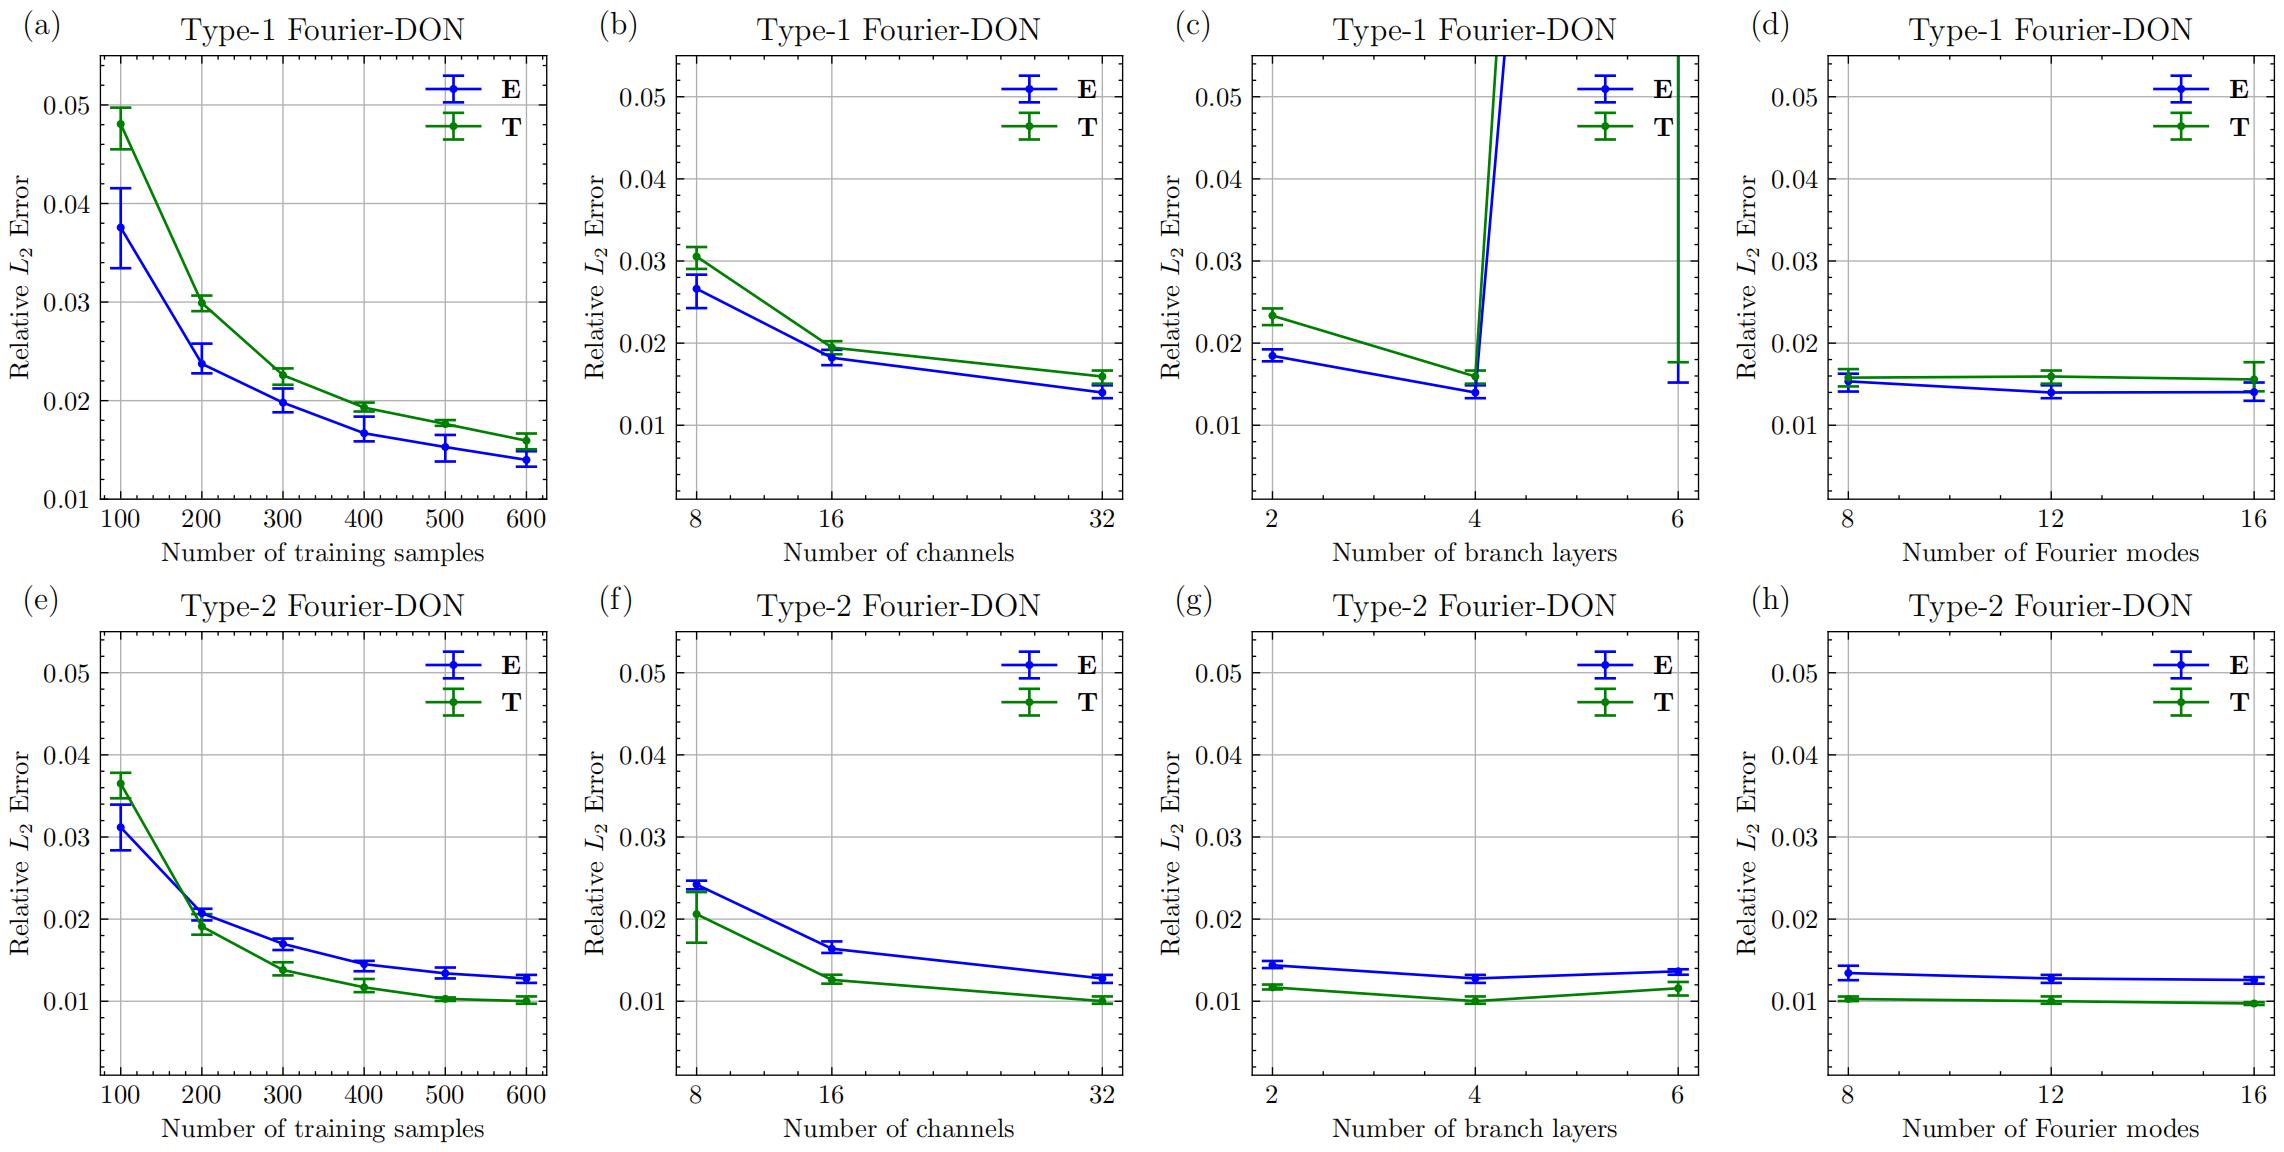 (a) Type-1 Fourier-DON
Relative L₂ Error
0.05
0.04
0.03
0.02
0.01
E
T
100 200 300 400 500 600
Number of training samples
(b) Type-1 Fourier-DON
Relative L₂ Error
0.05
0.04
0.03
0.02
0.01
E
T
8 16 32
Number of channels
(c) Type-1 Fourier-DON
Relative L₂ Error
0.05
0.04
0.03
0.02
0.01
E
T
2 4 6
Number of branch layers
(d) Type-1 Fourier-DON
Relative L₂ Error
0.05
0.04
0.03
0.02
0.01
E
T
8 12 16
Number of Fourier modes
(e) Type-2 Fourier-DON
Relative L₂ Error
0.05
0.04
0.03
0.02
0.01
E
T
100 200 300 400 500 600
Number of training samples
(f) Type-2 Fourier-DON
Relative L₂ Error
0.05
0.04
0.03
0.02
0.01
E
T
8 16 32
Number of channels
(g) Type-2 Fourier-DON
Relative L₂ Error
0.05
0.04
0.03
0.02
0.01
E
T
2 4 6
Number of branch layers
(h) Type-2 Fourier-DON
Relative L₂ Error
0.05
0.04
0.03
0.02
0.01
E
T
8 12 16
Number of Fourier modes